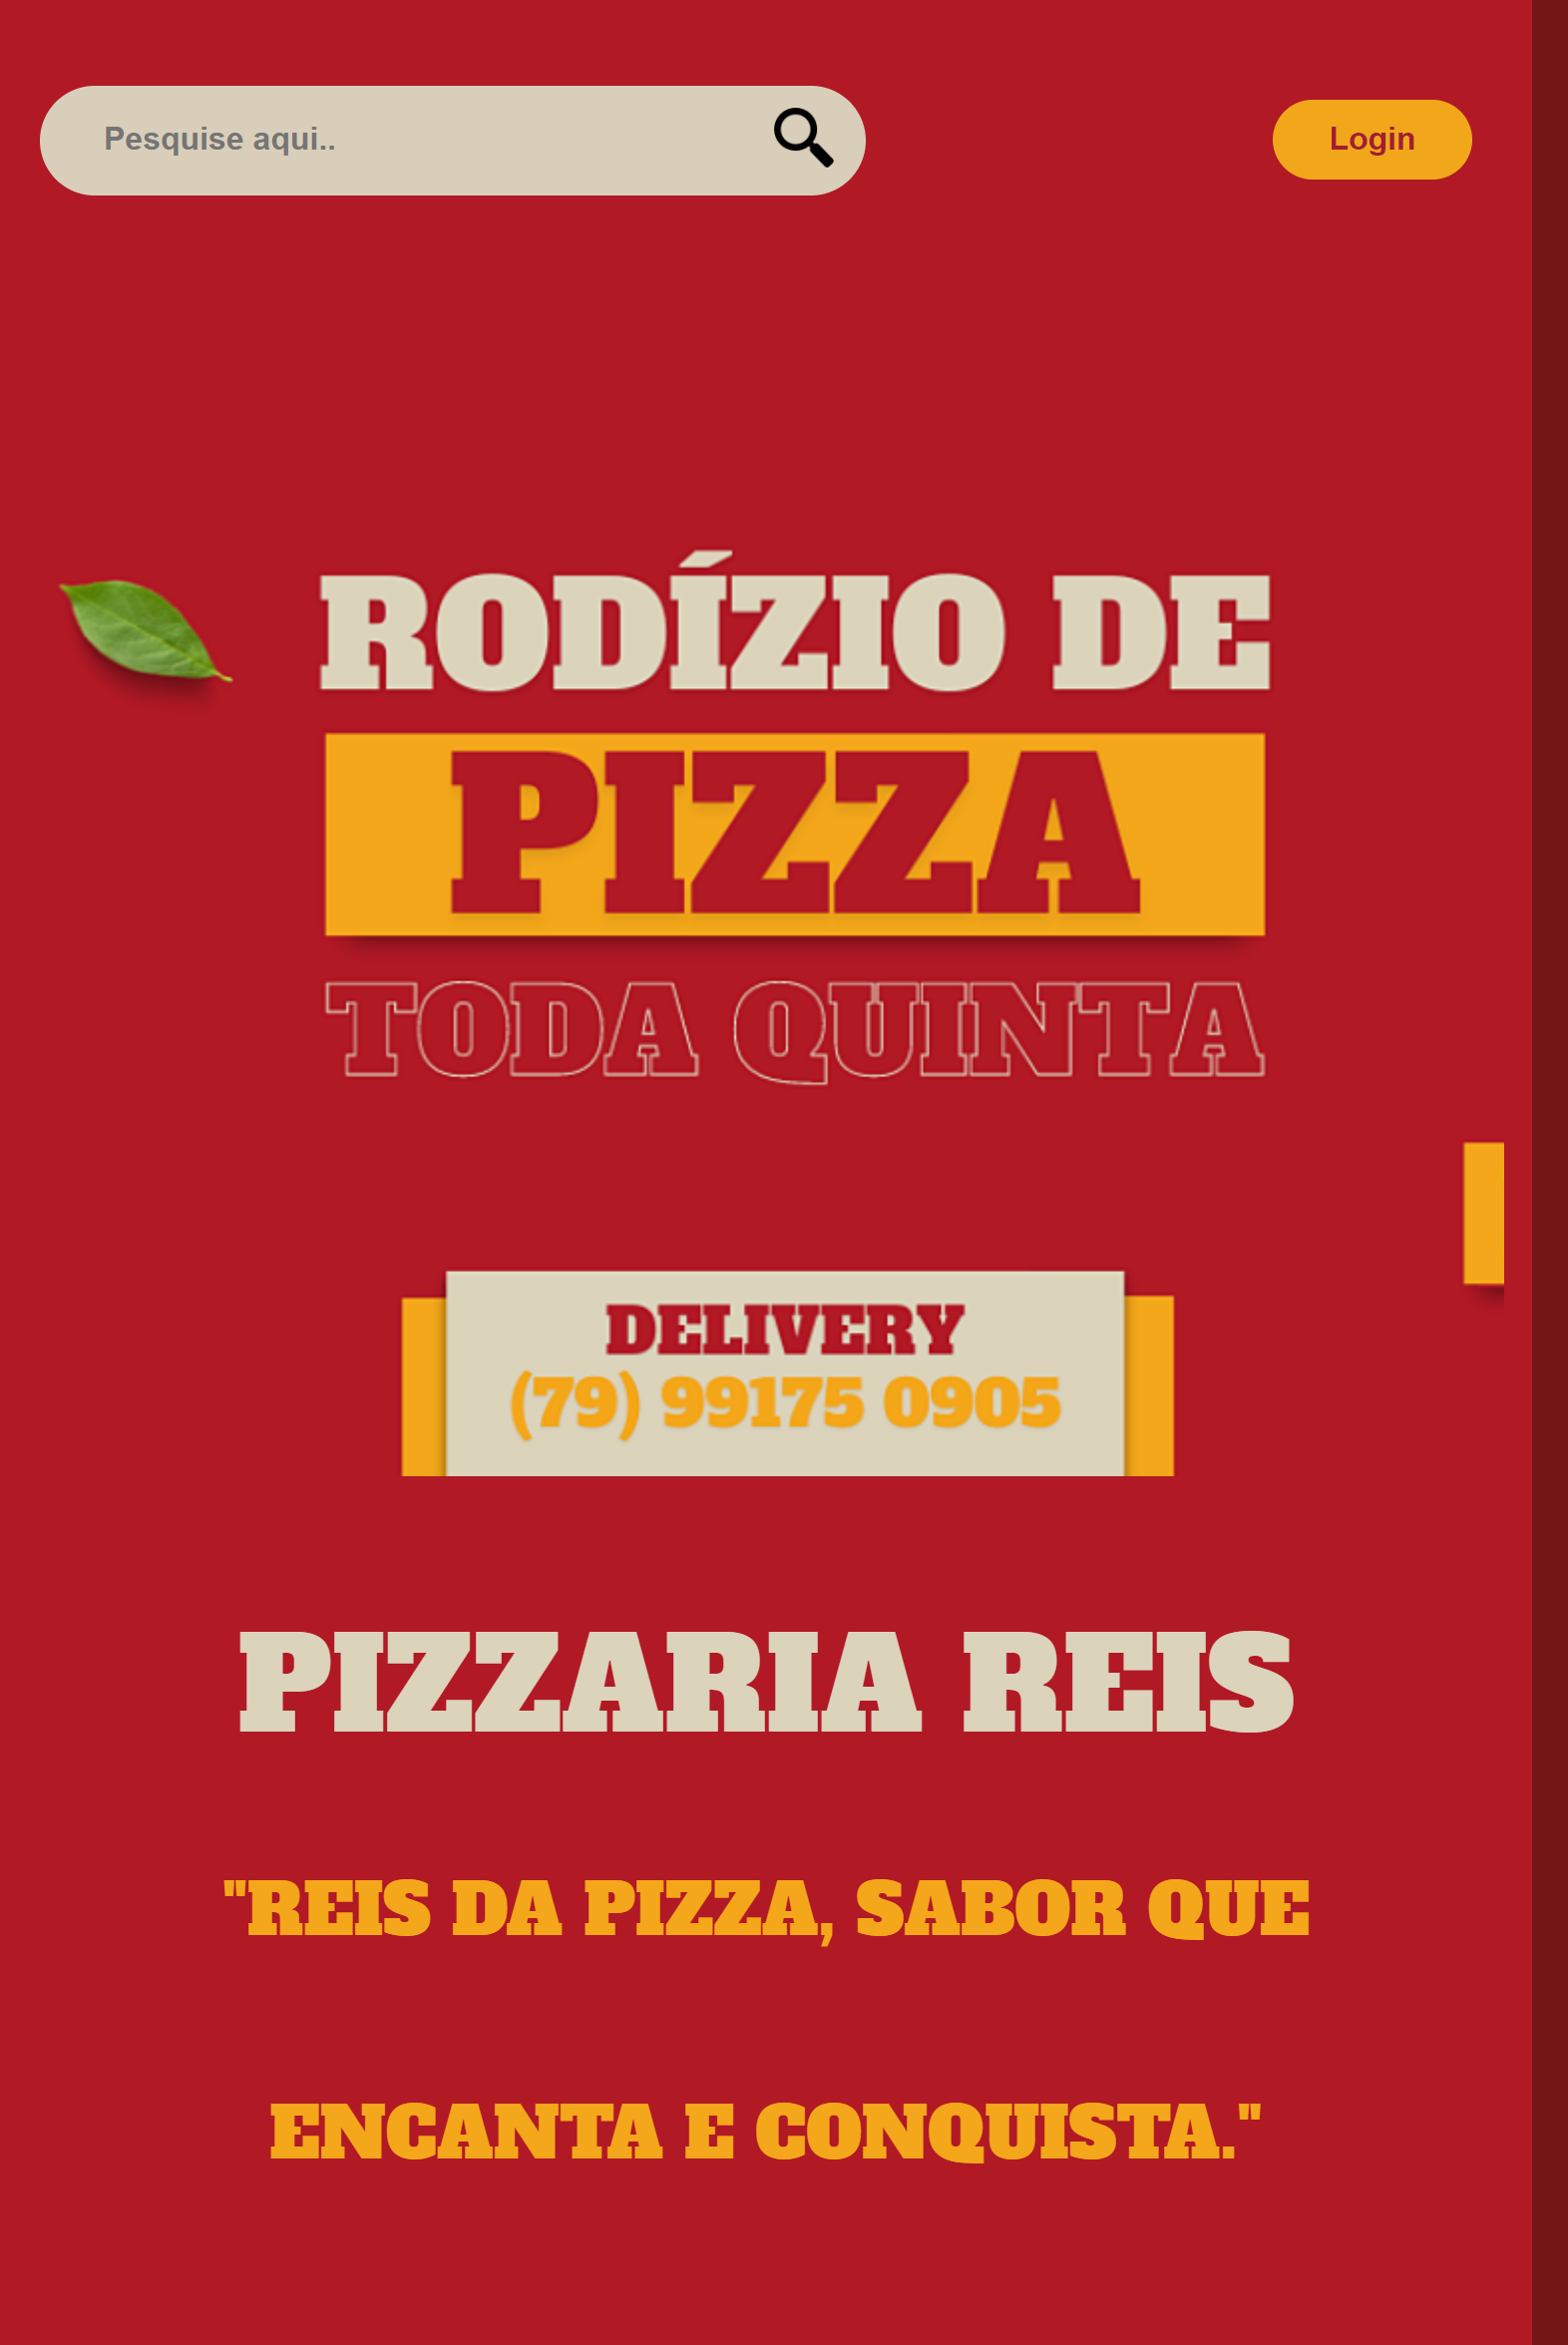 Pesquise aqui..
Login
RODÍZIO DE
PIZZA
TODA QUINTA
DELIVERY
(79) 99175 0905
PIZZARIA REIS
"REIS DA PIZZA, SABOR QUE
ENCANTA E CONQUISTA."